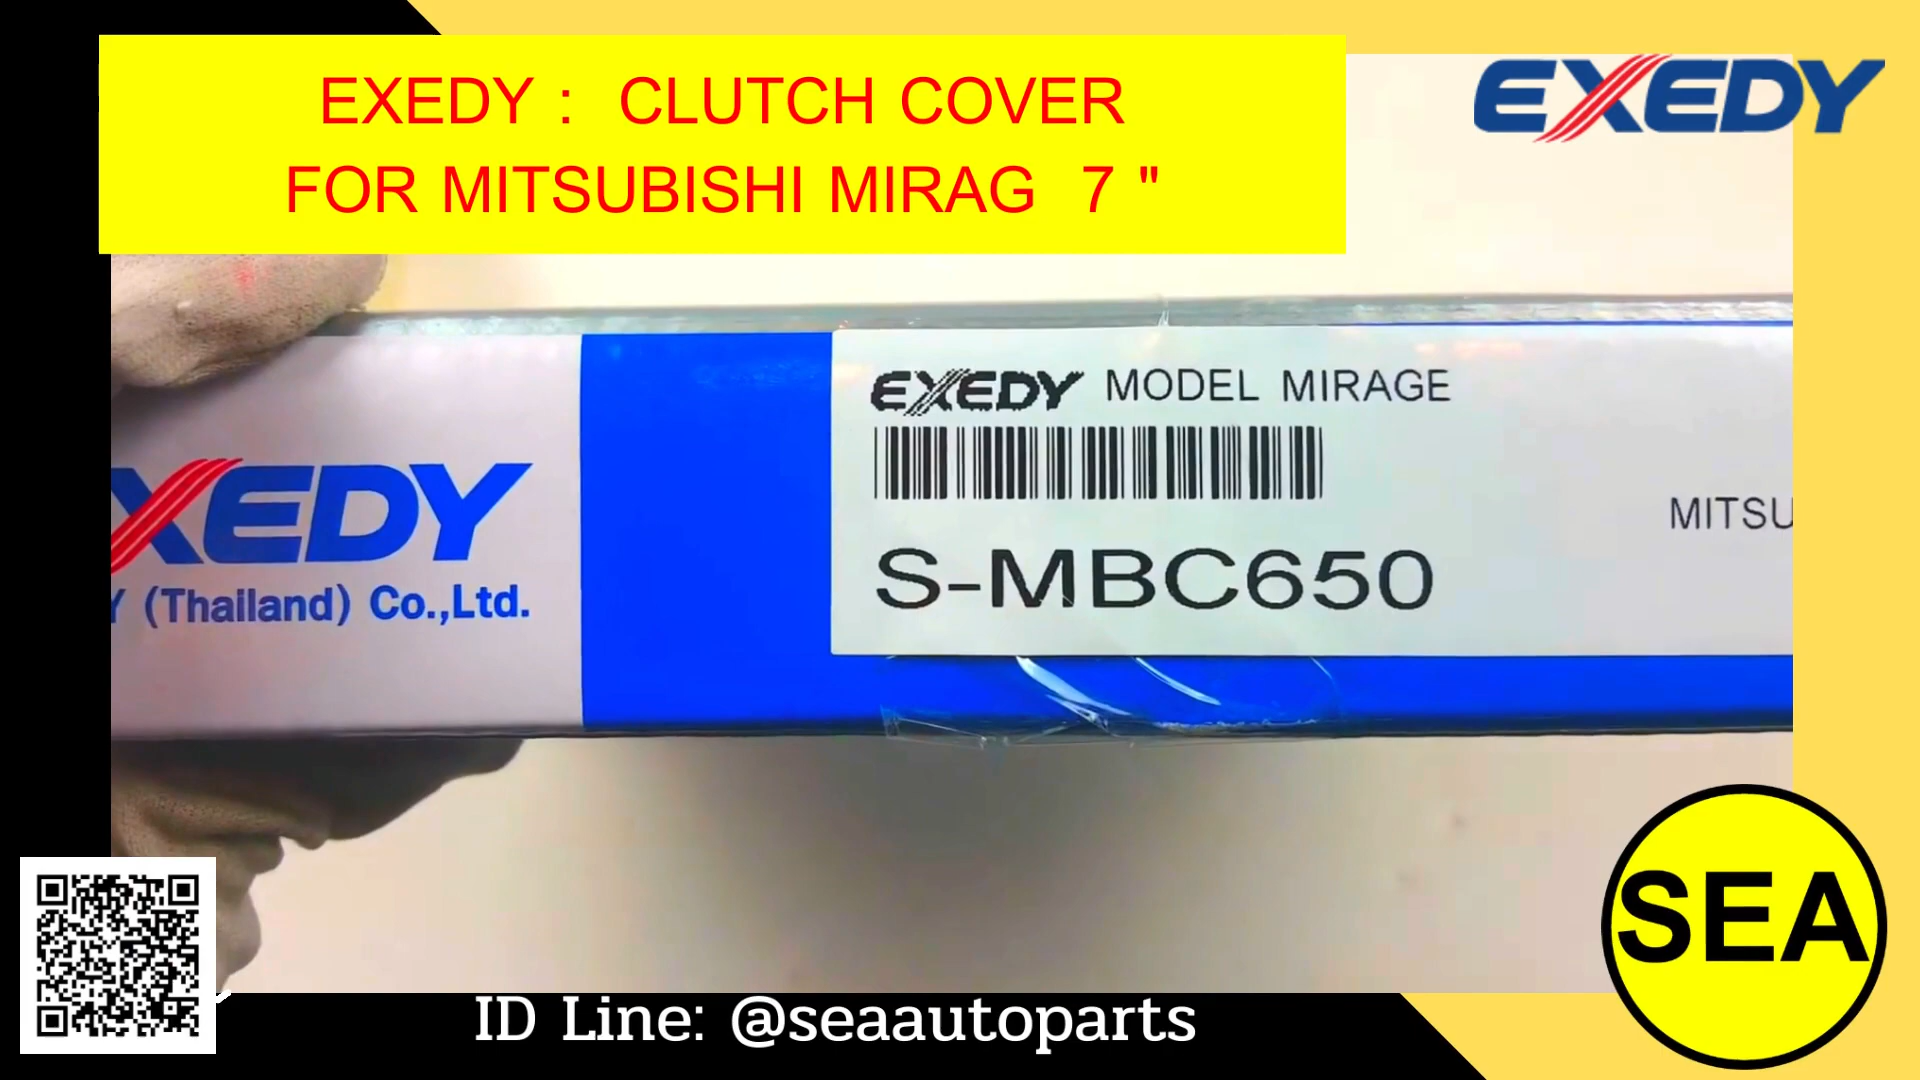 EXEDY :  CLUTCH COVER
FOR MITSUBISHI MIRAG  7 "
EXEDY
EXEDY MODEL MIRAGE
MITSU
S-MBC650
XEDY
Y (Thailand) Co.,Ltd.
SEA
ID Line: @seaautoparts